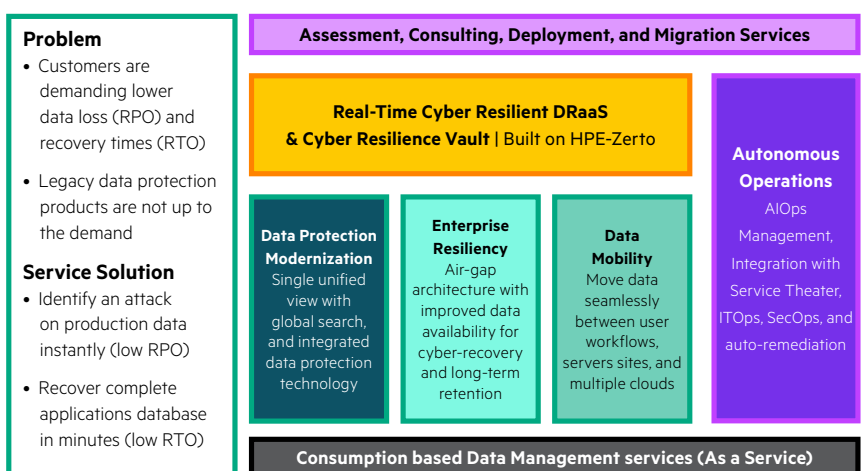 Problem
• Customers are
demanding lower
data loss (RPO) and
recovery times (RTO)
• Legacy data protection
products are not up to
the demand
Service Solution
• Identify an attack
on production data
instantly (low RPO)
• Recover complete
applications database
in minutes (low RTO)
Assessment, Consulting, Deployment, and Migration Services
Real-Time Cyber Resilient DRaaS
& Cyber Resilience Vault | Built on HPE-Zerto
Data Protection
Modernization
Single unified
view with
global search,
and integrated
data protection
technology
Enterprise
Resiliency
Air-gap
architecture with
improved data
availability for
cyber-recovery
and long-term
retention
Data
Mobility
Move data
seamlessly
between user
workflows,
servers sites, and
multiple clouds
Autonomous
Operations
AIOps
Management,
Integration with
Service Theater,
ITOps, SecOps, and
auto-remediation
Consumption based Data Management services (As a Service)